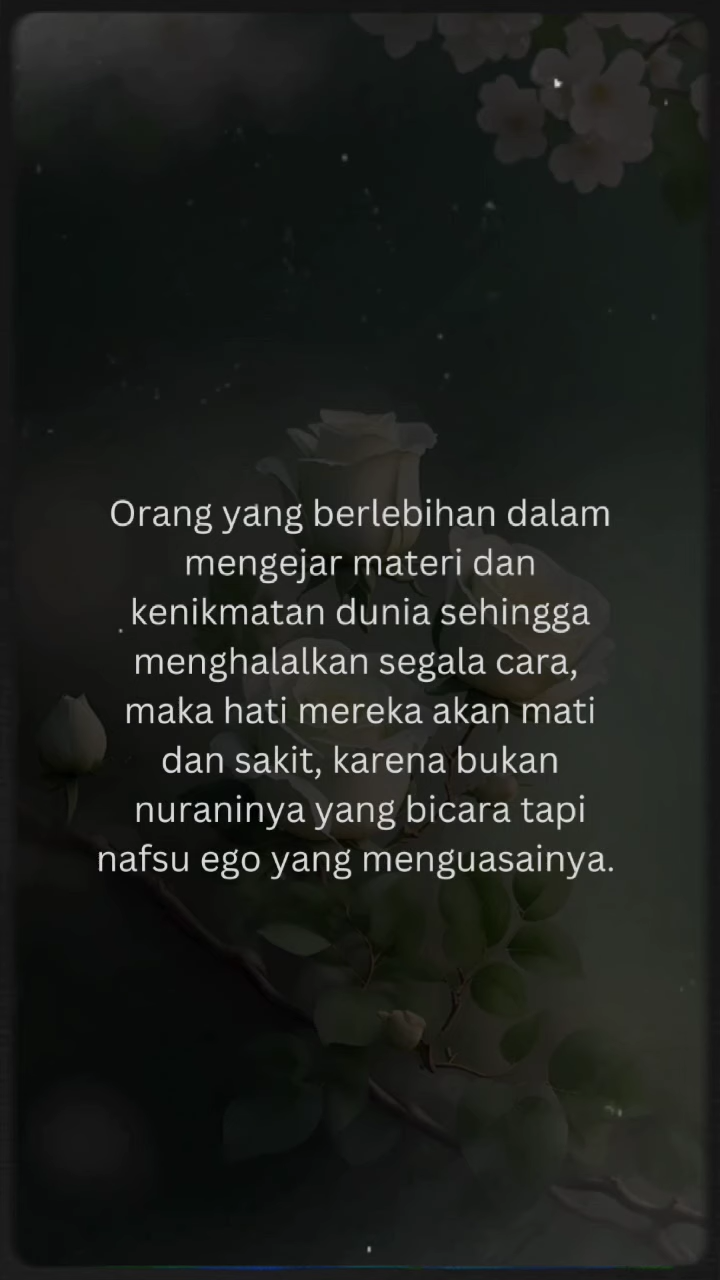 Orang yang berlebihan dalam
mengejar materi dan
kenikmatan dunia sehingga
menghalalkan segala cara,
maka hati mereka akan mati
dan sakit, karena bukan
nuraninya yang bicara tapi
nafsu ego yang menguasainya.